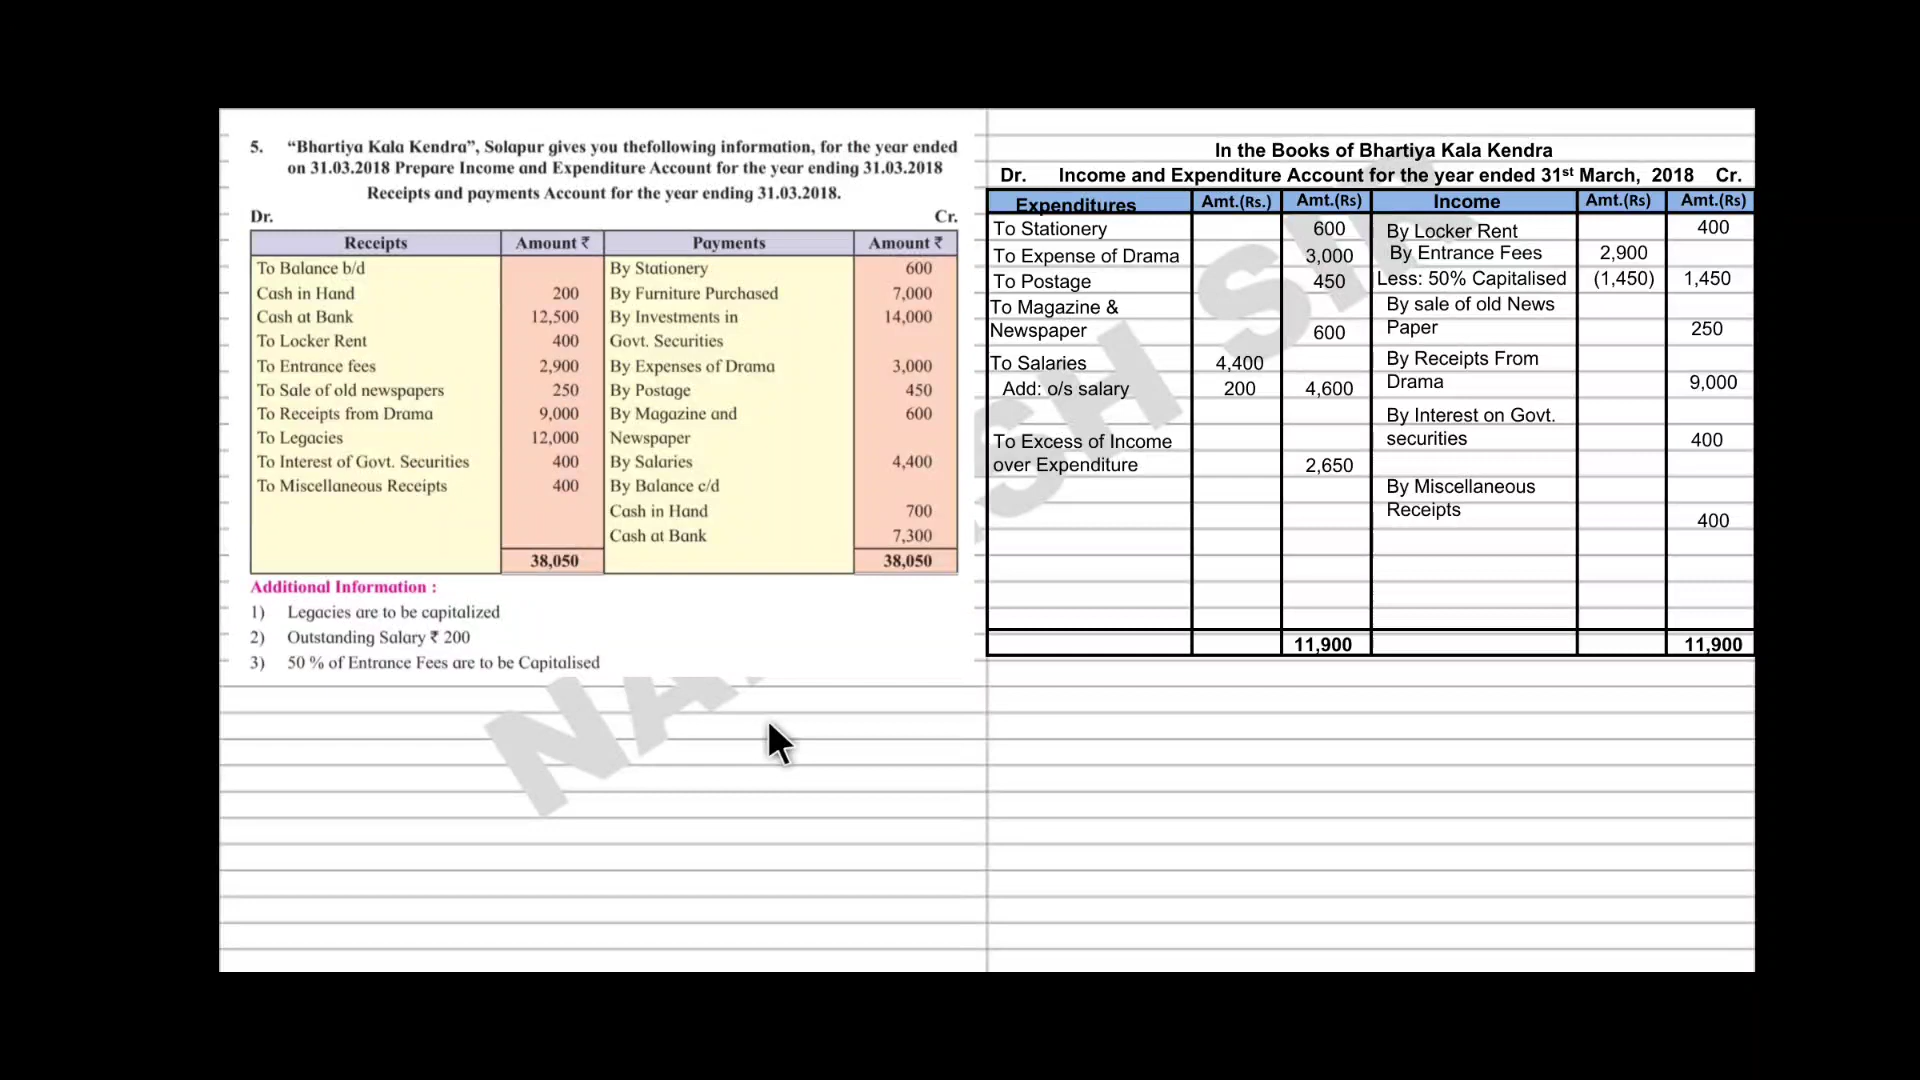 5. “Bhartiya Kala Kendra”, Solapur gives you thefollowing information, for the year ended
on 31.03.2018 Prepare Income and Expenditure Account for the year ending 31.03.2018
Receipts and payments Account for the year ending 31.03.2018.
Dr. Cr.
Receipts Amount ₹ Payments Amount ₹
To Balance b/d By Stationery 600
Cash in Hand 200 By Furniture Purchased 7,000
Cash at Bank 12,500 By Investments in 14,000
To Locker Rent 400 Govt. Securities
To Entrance fees 2,900 By Expenses of Drama 3,000
To Sale of old newspapers 250 By Postage 450
To Receipts from Drama 9,000 By Magazine and 600
To Legacies 12,000 Newspaper
To Interest of Govt. Securities 400 By Salaries 4,400
To Miscellaneous Receipts 400 By Balance c/d
Cash in Hand 700
Cash at Bank 7,300
38,050 38,050
Additional Information :
1) Legacies are to be capitalized
2) Outstanding Salary ₹ 200
3) 50 % of Entrance Fees are to be Capitalised
In the Books of Bhartiya Kala Kendra
Dr. Income and Expenditure Account for the year ended 31st March, 2018 Cr.
Expenditures Amt.(Rs.) Amt.(Rs) Income Amt.(Rs) Amt.(Rs)
To Stationery 600 By Locker Rent 400
To Expense of Drama 3,000 By Entrance Fees 2,900
To Postage 450 Less: 50% Capitalised (1,450) 1,450
To Magazine & By sale of old News
Newspaper 600 Paper 250
To Salaries 4,400 By Receipts From
Add: o/s salary 200 4,600 Drama 9,000
By Interest on Govt.
To Excess of Income securities 400
over Expenditure 2,650
By Miscellaneous
Receipts 400
11,900 11,900